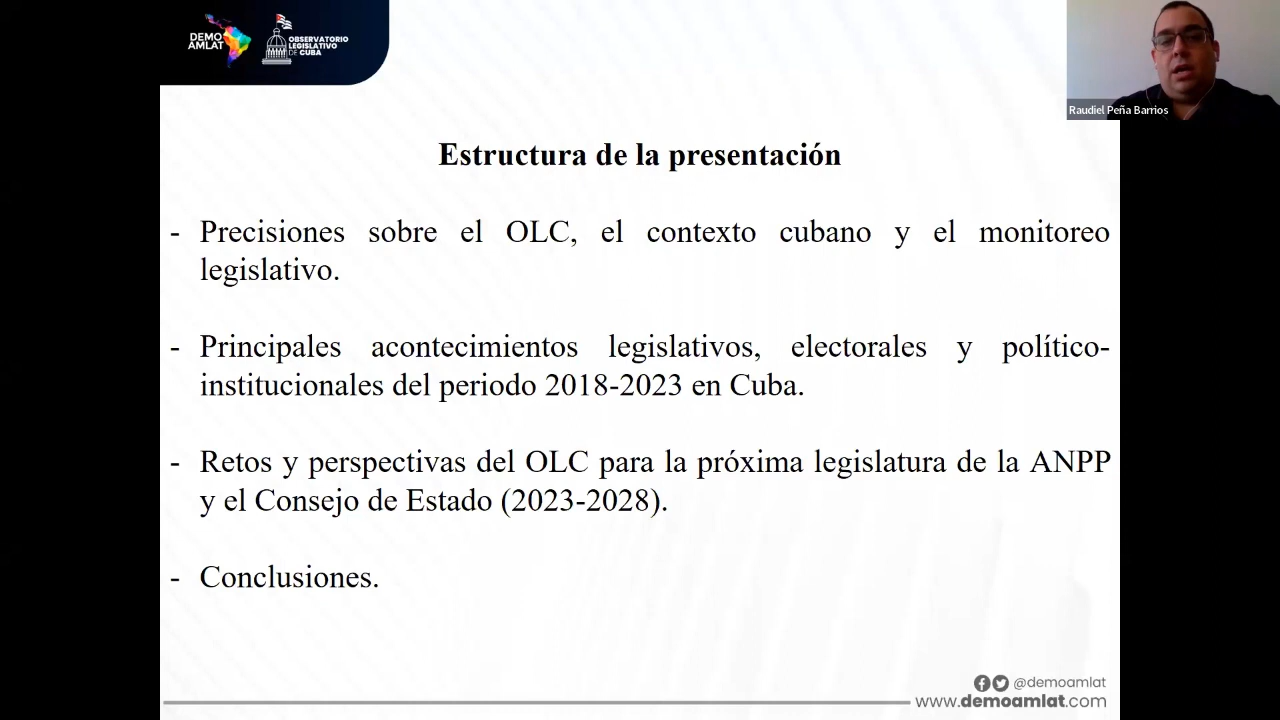 DEMO
AMLAT
OBSERVATORIO
LEGISLATIVO
DE CUBA
Raudiel Peña Barrios
Estructura de la presentación
- Precisiones sobre el OLC, el contexto cubano y el monitoreo
legislativo.
- Principales acontecimientos legislativos, electorales y político-
institucionales del periodo 2018-2023 en Cuba.
- Retos y perspectivas del OLC para la próxima legislatura de la ANPP
y el Consejo de Estado (2023-2028).
- Conclusiones.
@demoamlat
www.demoamlat.com